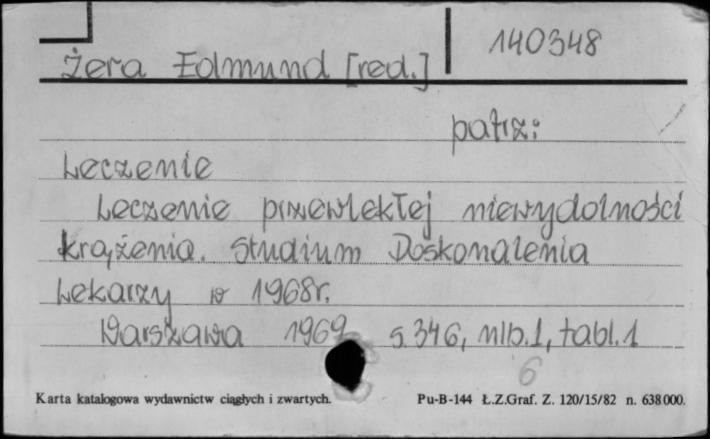 140348
Żera Edmund [red.]
patrz:
Leczenie
Leczenie przewlekłej niewydolności
krążenia. Studium Doskonalenia
Lekarzy w 1968r.
Warszawa 1969 s. 346, nlb. 1, tabl. 1
6
Karta katalogowa wydawnictw ciągłych i zwartych. Pu-B-144 Ł.Z.Graf. Z. 120/15/82 n. 638000.